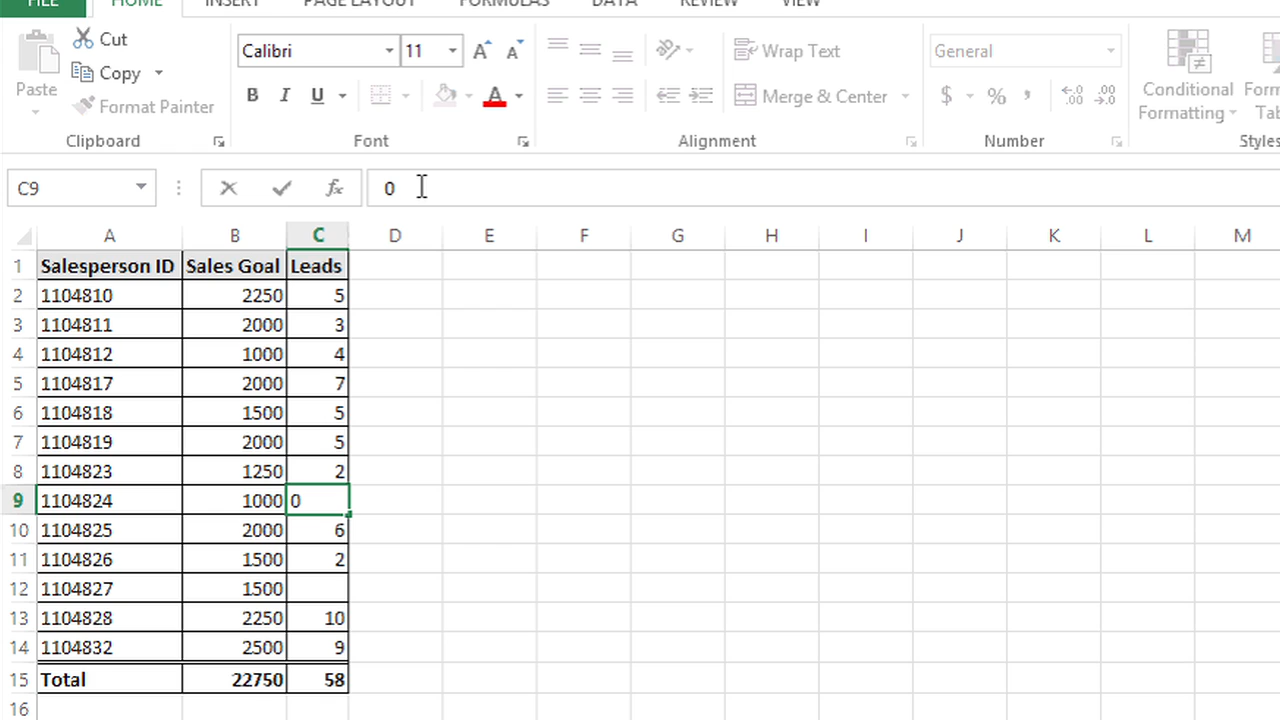 FILE HOME INSERT PAGE LAYOUT FORMULAS DATA REVIEW VIEW
Cut
Copy
Format Painter
Paste
Clipboard
Calibri 11 A A
B I U A
Font
Wrap Text
Merge & Center
Alignment
General
$ % , .00 .0
Number
Conditional
Formatting
Styles
C9 fx 0
A B C D E F G H I J K L M
1 Salesperson ID Sales Goal Leads
2 1104810 2250 5
3 1104811 2000 3
4 1104812 1000 4
5 1104817 2000 7
6 1104818 1500 5
7 1104819 2000 5
8 1104823 1250 2
9 1104824 1000 0
10 1104825 2000 6
11 1104826 1500 2
12 1104827 1500
13 1104828 2250 10
14 1104832 2500 9
15 Total 22750 58
16